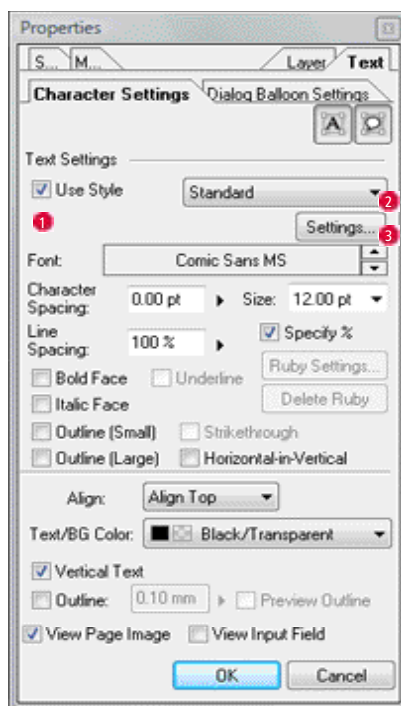 Properties
S... M... Layer Text
Character Settings Dialog Balloon Settings
A
Text Settings
Use Style Standard 2
1 Settings... 3
Font: Comic Sans MS
Character Spacing: 0.00 pt Size: 12.00 pt
Line Spacing: 100 % Specify %
Ruby Settings...
Bold Face Underline
Italic Face Delete Ruby
Outline (Small) Strikethrough
Outline (Large) Horizontal-in-Vertical
Align: Align Top
Text/BG Color: Black/Transparent
Vertical Text
Outline: 0.10 mm Preview Outline
View Page Image View Input Field
OK Cancel